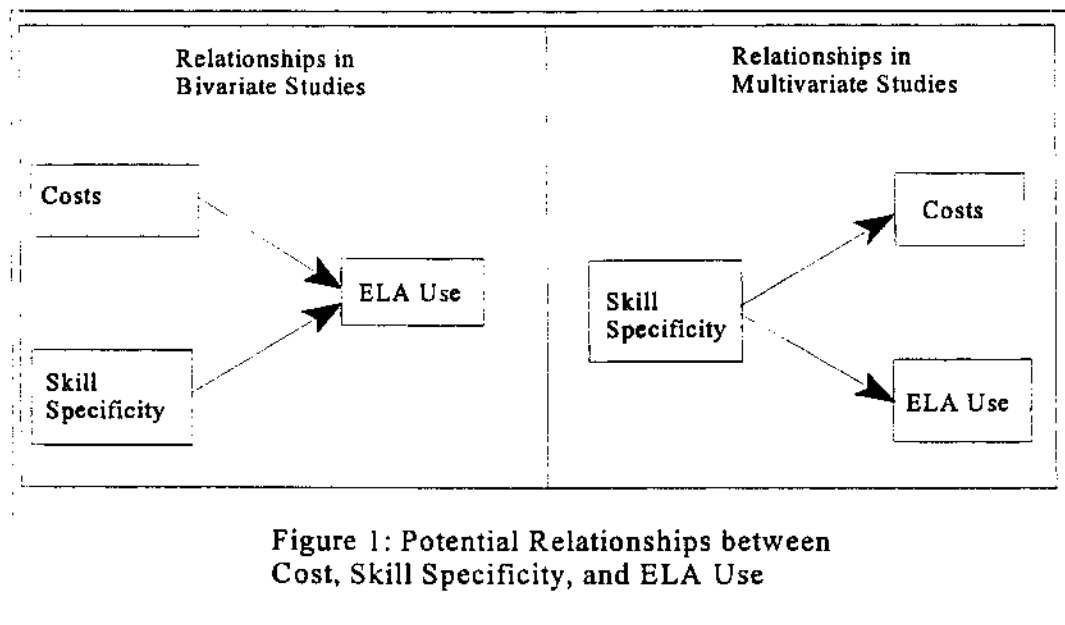 Relationships in
Bivariate Studies
Costs
ELA Use
Skill
Specificity
Relationships in
Multivariate Studies
Costs
Skill
Specificity
ELA Use
Figure 1: Potential Relationships between
Cost, Skill Specificity, and ELA Use